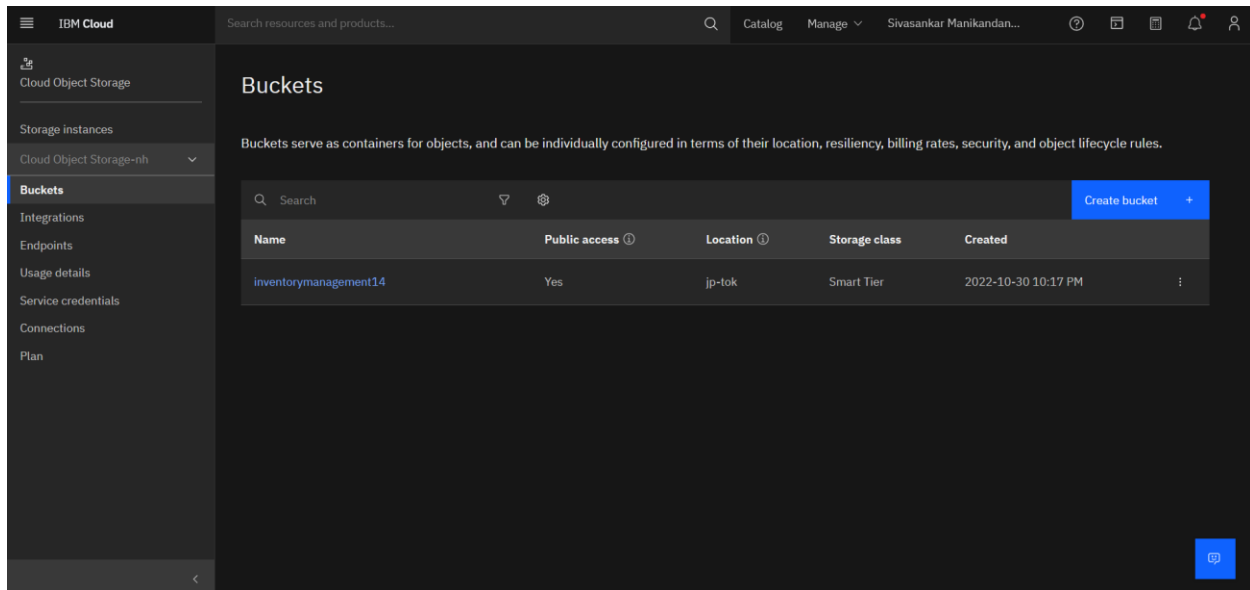 IBM Cloud
Search resources and products...
Catalog
Manage
Sivasankar Manikandan...
Cloud Object Storage
Storage instances
Cloud Object Storage-nh
Buckets
Integrations
Endpoints
Usage details
Service credentials
Connections
Plan
Buckets
Buckets serve as containers for objects, and can be individually configured in terms of their location, resiliency, billing rates, security, and object lifecycle rules.
Search
Create bucket +
Name Public access Location Storage class Created
inventorymanagement14 Yes jp-tok Smart Tier 2022-10-30 10:17 PM